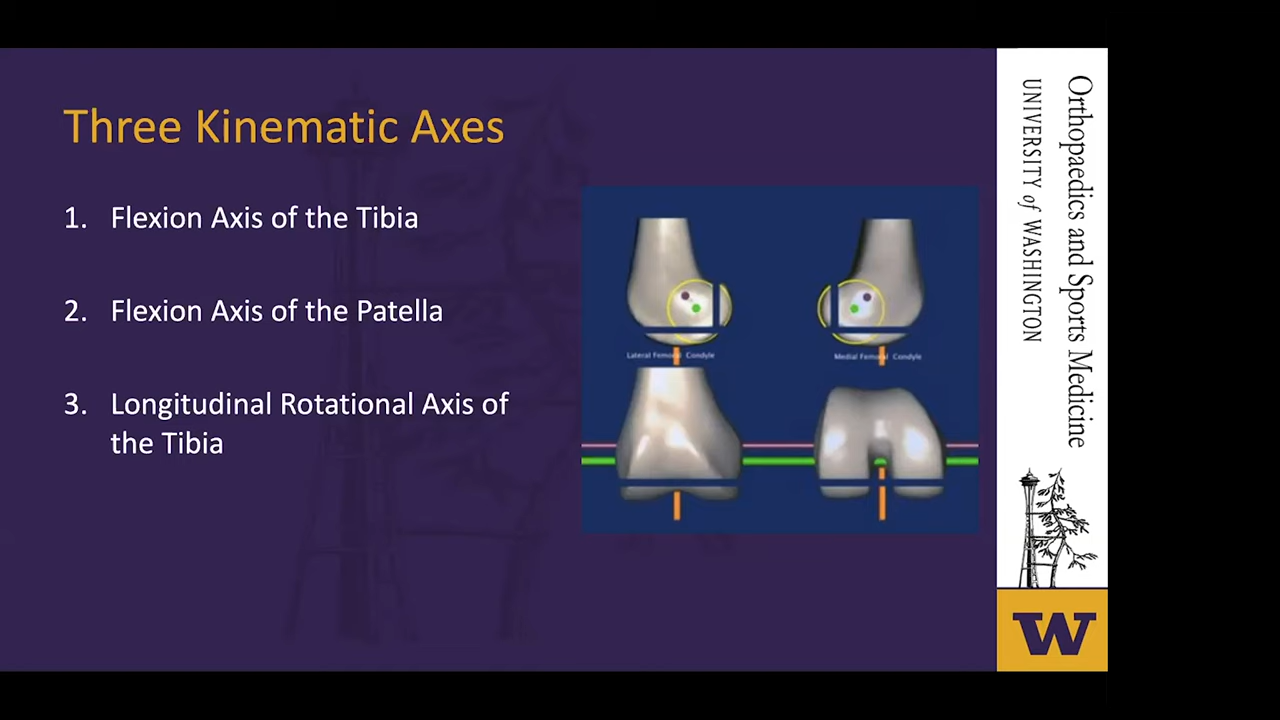 Three Kinematic Axes
1. Flexion Axis of the Tibia
2. Flexion Axis of the Patella
3. Longitudinal Rotational Axis of
the Tibia
Lateral Femoral Condyle
Medial Femoral Condyle
Orthopaedics and Sports Medicine
UNIVERSITY of WASHINGTON
W